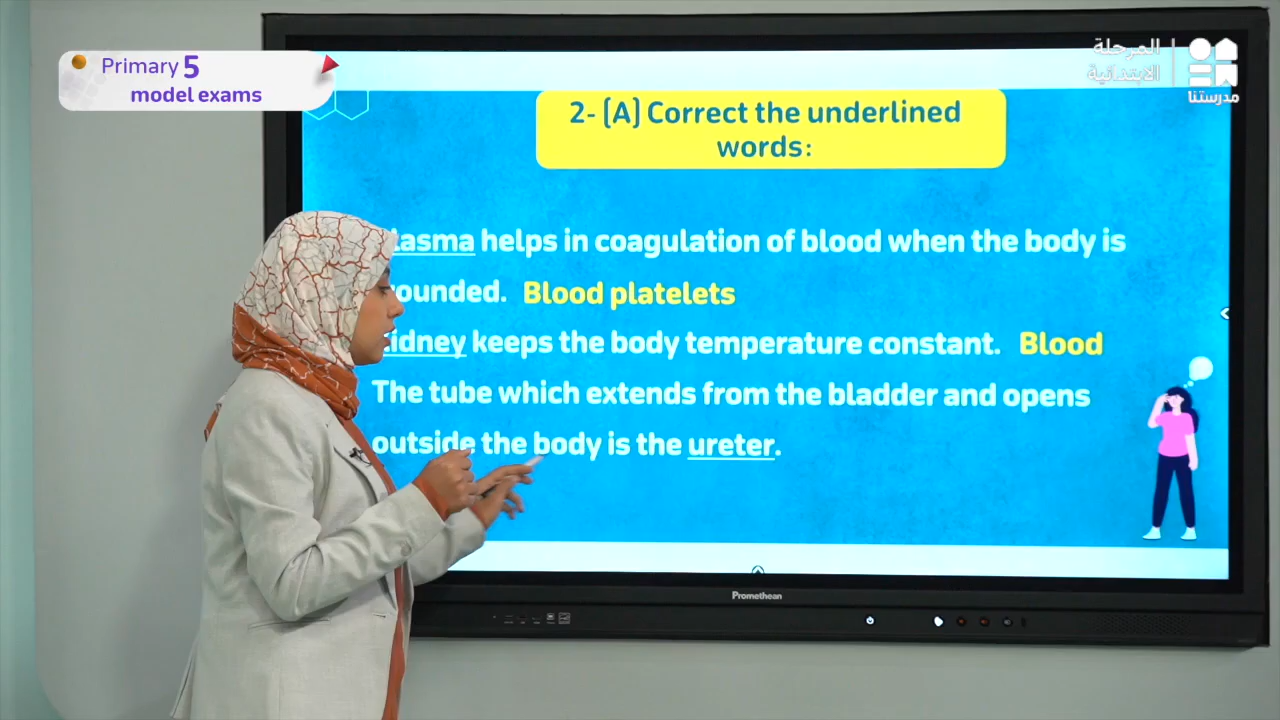 Primary 5
model exams
المرحلة
الابتدائية
مدرستنا
2- [A] Correct the underlined
words:
helps in coagulation of blood when the body is
Blood platelets
keeps the body temperature constant. Blood
The tube which extends from the bladder and opens
outside the body is the ureter.
Promethean